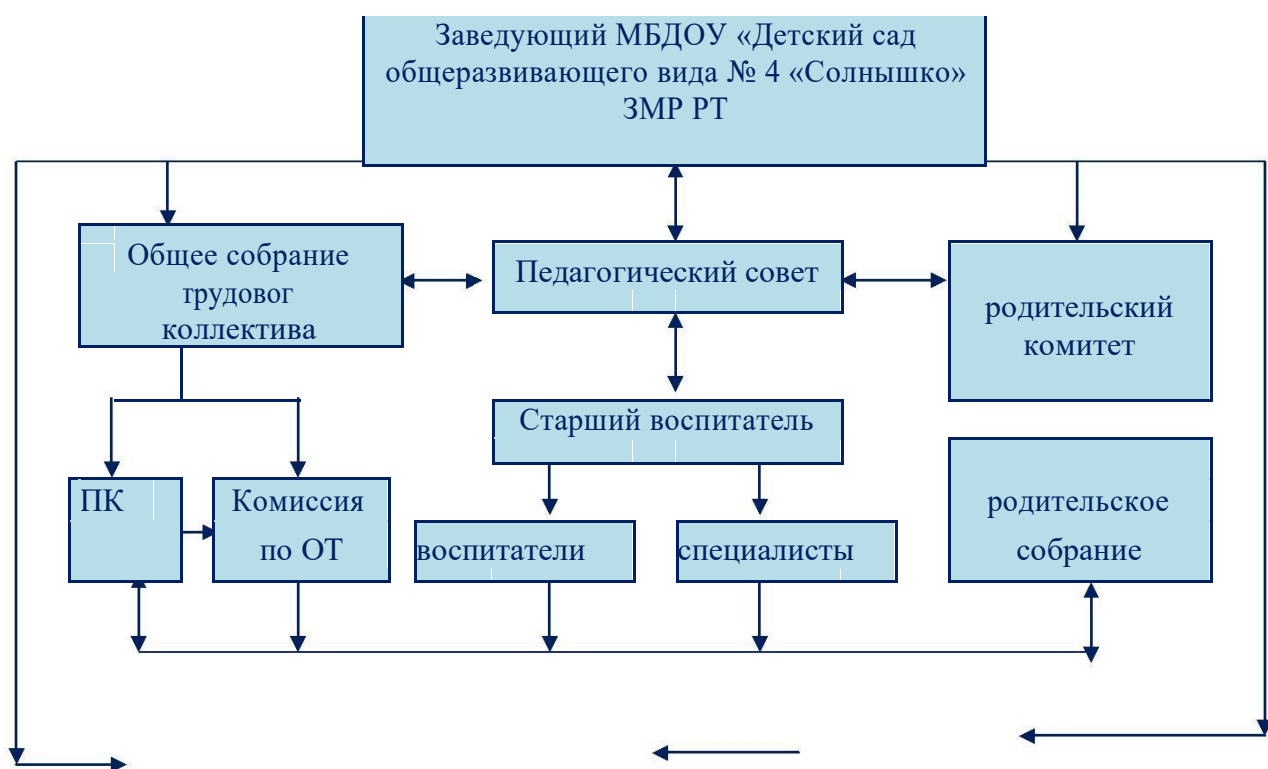 Заведующий МБДОУ «Детский сад
общеразвивающего вида № 4 «Солнышко»
ЗМР РТ
Общее собрание
трудовог
коллектива
Педагогический совет
родительский
комитет
Старший воспитатель
ПК
Комиссия
по ОТ
воспитатели
специалисты
родительское
собрание